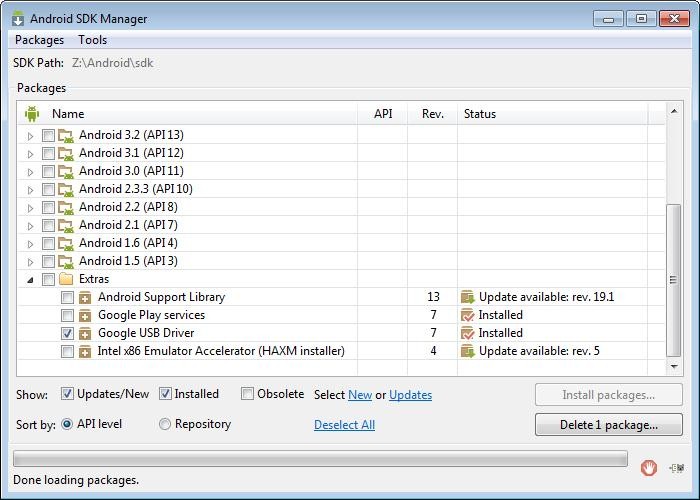 Android SDK Manager
Packages Tools
SDK Path: Z:\Android\sdk
Packages
Name API Rev. Status
Android 3.2 (API 13)
Android 3.1 (API 12)
Android 3.0 (API 11)
Android 2.3.3 (API 10)
Android 2.2 (API 8)
Android 2.1 (API 7)
Android 1.6 (API 4)
Android 1.5 (API 3)
Extras
Android Support Library 13 Update available: rev. 19.1
Google Play services 7 Installed
Google USB Driver 7 Installed
Intel x86 Emulator Accelerator (HAXM installer) 4 Update available: rev. 5
Show: Updates/New Installed Obsolete Select New or Updates Install packages...
Sort by: API level Repository Deselect All Delete 1 package...
Done loading packages.